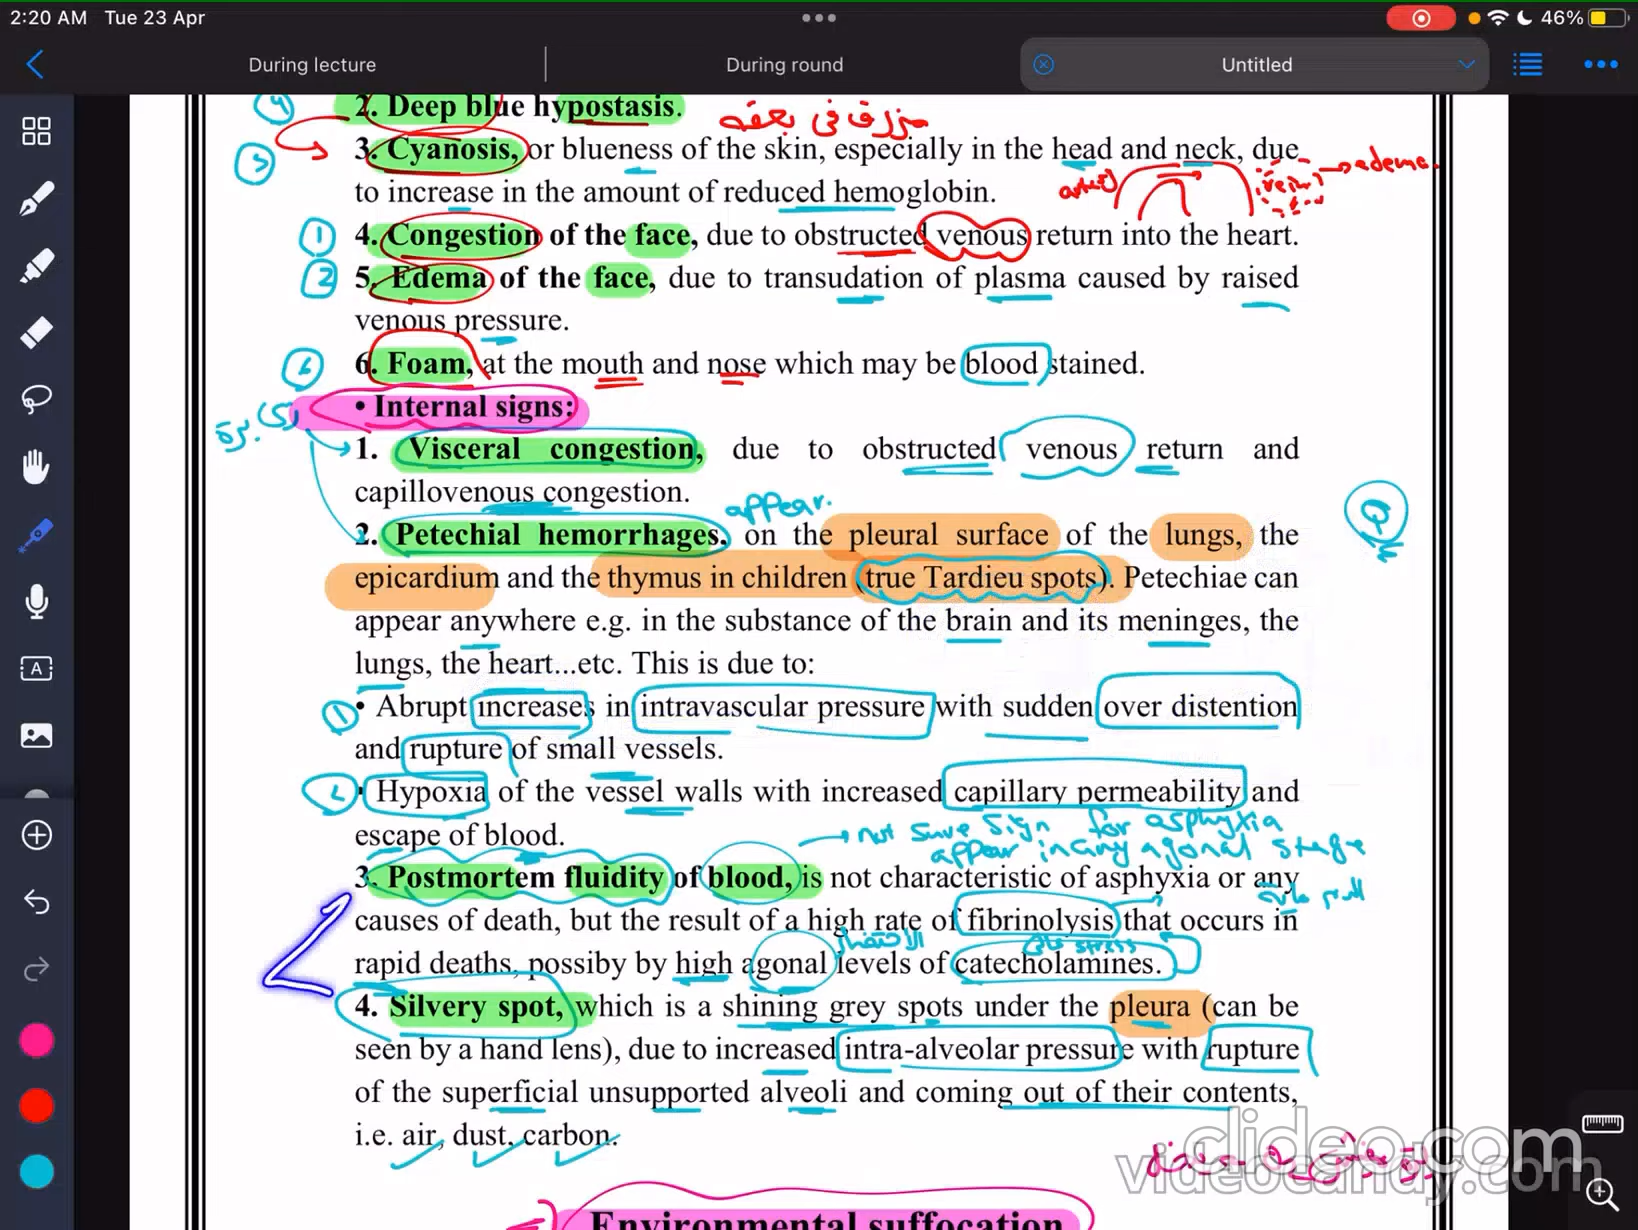 2:20 AM Tue 23 Apr
46%
During lecture
During round
Untitled
2. Deep blue hypostasis.
3. Cyanosis, or blueness of the skin, especially in the head and neck, due
edema
to increase in the amount of reduced hemoglobin.
artery
vein
1
4. Congestion of the face, due to obstructed venous return into the heart.
2
5. Edema of the face, due to transudation of plasma caused by raised
venous pressure.
6. Foam, at the mouth and nose which may be blood stained.
• Internal signs:
1. Visceral congestion, due to obstructed venous return and
capillovenous congestion.
appear.
2. Petechial hemorrhages, on the pleural surface of the lungs, the
epicardium and the thymus in children (true Tardieu spots). Petechiae can
appear anywhere e.g. in the substance of the brain and its meninges, the
lungs, the heart...etc. This is due to:
1
• Abrupt increases in intravascular pressure with sudden over distention
and rupture of small vessels.
• Hypoxia of the vessel walls with increased capillary permeability and
escape of blood.
not sure sign for asphyxia
appear in any agonal stage
3. Postmortem fluidity of blood, is not characteristic of asphyxia or any
causes of death, but the result of a high rate of fibrinolysis that occurs in
الاحتضار
stress
rapid deaths, possiby by high agonal levels of catecholamines.
4. Silvery spot, which is a shining grey spots under the pleura (can be
seen by a hand lens), due to increased intra-alveolar pressure with rupture
of the superficial unsupported alveoli and coming out of their contents,
i.e. air, dust, carbon.
clideo.com
videocandy.com
Environmental suffocation